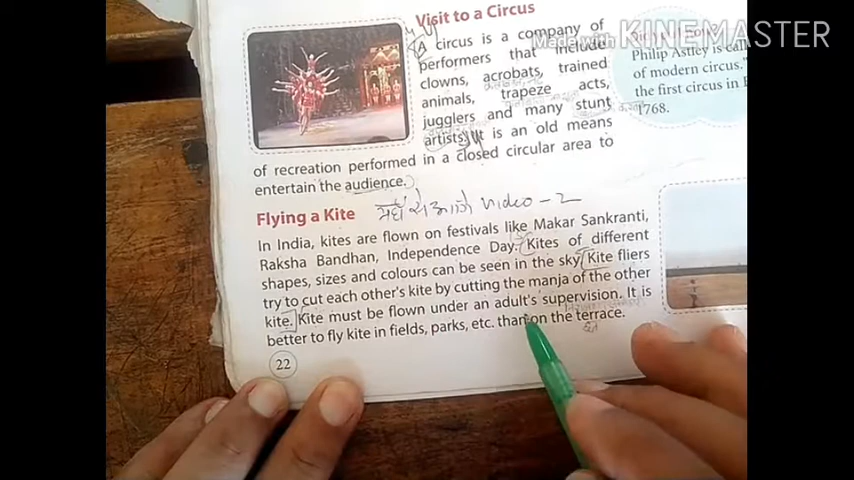 Visit to a Circus
A circus is a company of
performers that include
clowns, acrobats, trained
animals, trapeze acts,
jugglers and many stunt
artists. It is an old means
of recreation performed in a closed circular area to
entertain the audience.
Philip Astley is call
of modern circus."
the first circus in E
1768.
Made with KINEMASTER
Flying a Kite
यहाँ से आगे video - 2
In India, kites are flown on festivals like Makar Sankranti,
Raksha Bandhan, Independence Day. Kites of different
shapes, sizes and colours can be seen in the sky. Kite fliers
try to cut each other's kite by cutting the manja of the other
kite. Kite must be flown under an adult's supervision. It is
better to fly kite in fields, parks, etc. than on the terrace.
छत
22